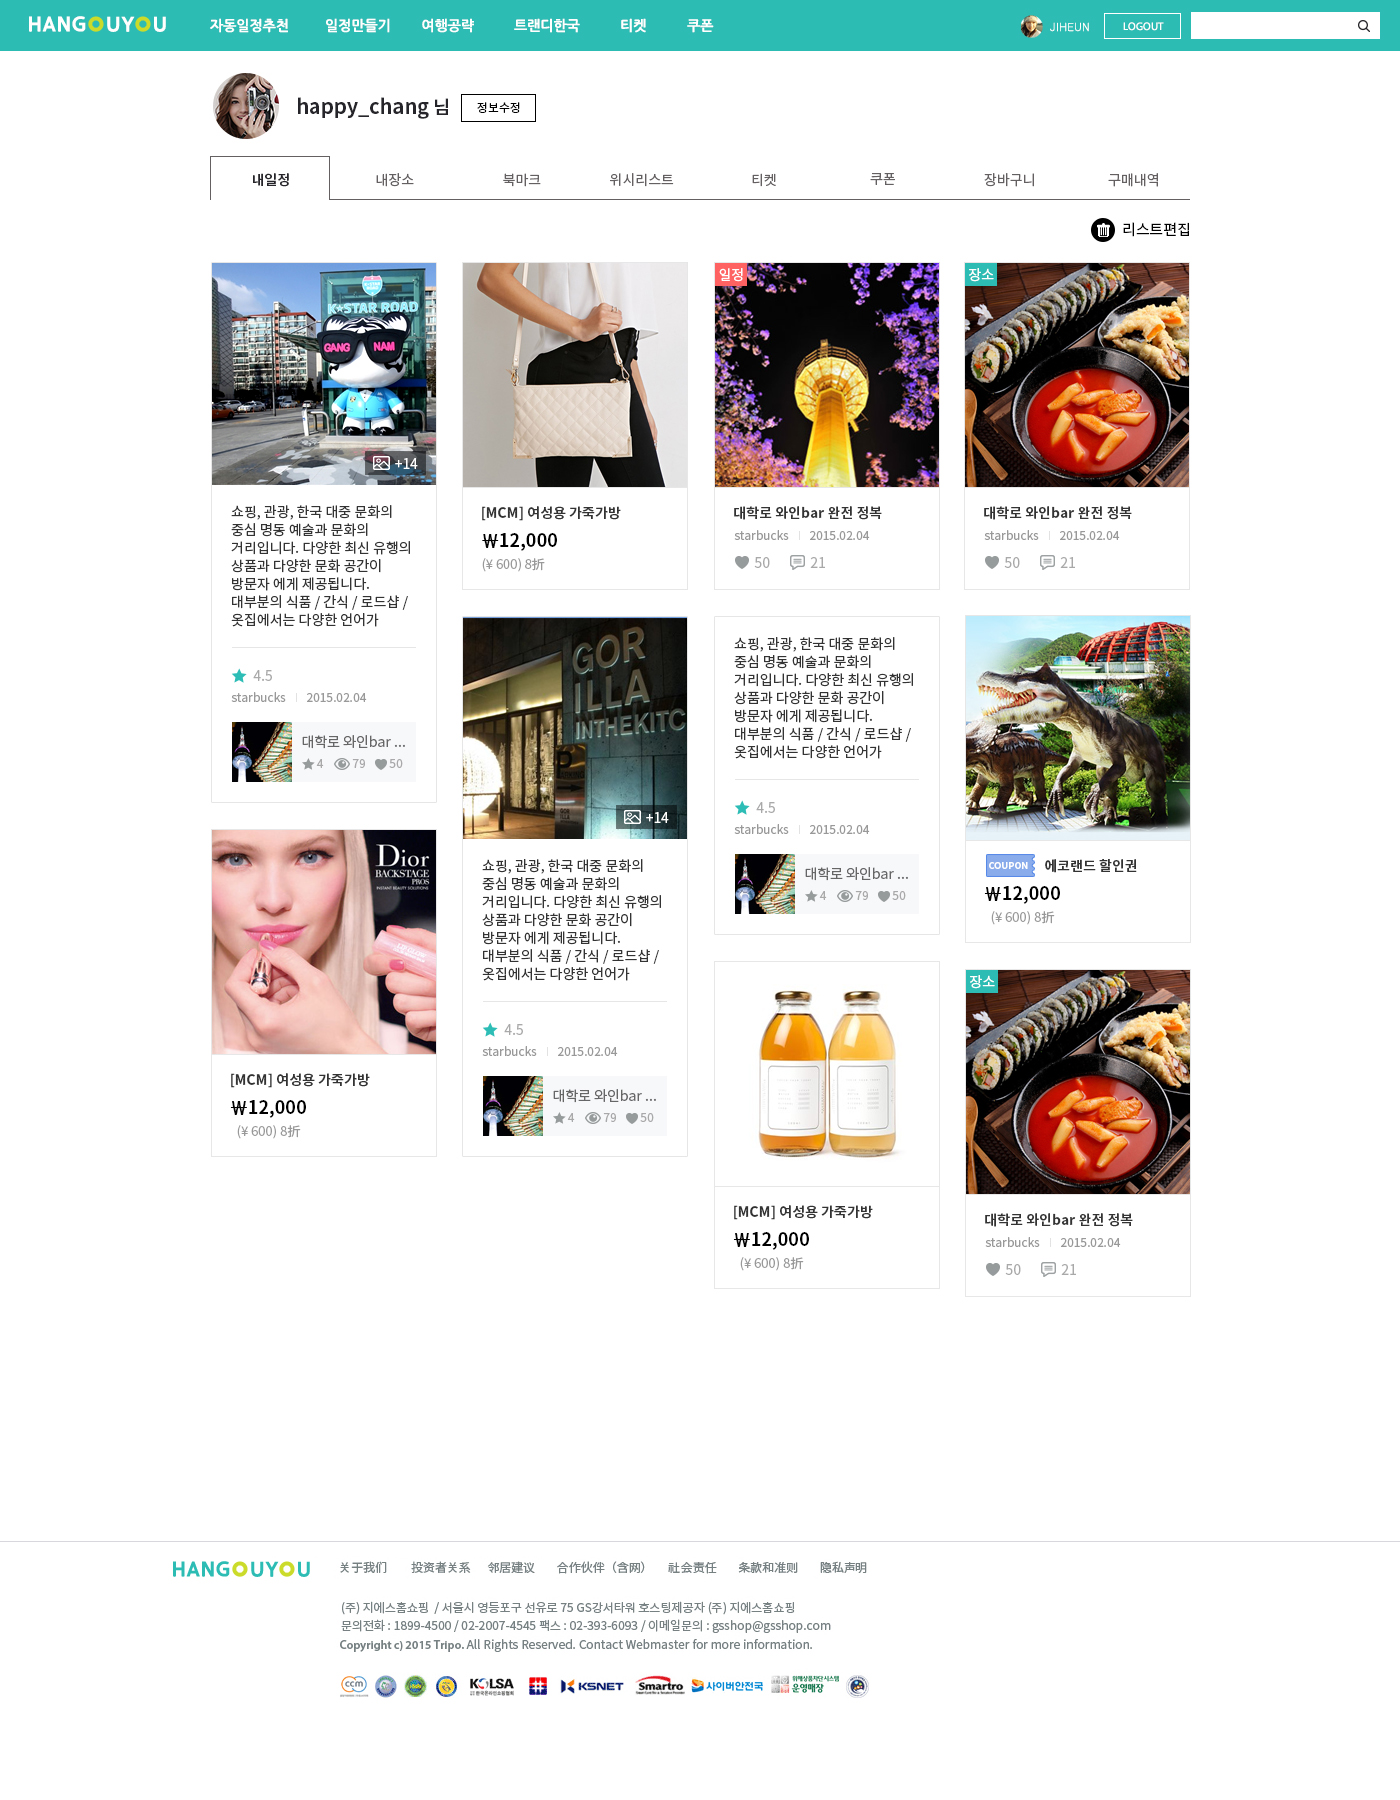 HANGOUYOU
자동일정추천
일정만들기
여행공략
트랜디한국
티켓
쿠폰
JIHEUN
LOGOUT
happy_chang 님
정보수정
내일정
내장소
북마크
위시리스트
티켓
쿠폰
장바구니
구매내역
리스트편집
K★STAR ROAD
GANG NAM
+14
쇼핑, 관광, 한국 대중 문화의
중심 명동 예술과 문화의
거리입니다. 다양한 최신 유행의
상품과 다양한 문화 공간이
방문자 에게 제공됩니다.
대부분의 식품 / 간식 / 로드샵 /
옷집에서는 다양한 언어가
4.5
starbucks | 2015.02.04
대학로 와인bar ...
4 79 50
Dior
BACKSTAGE
PROS
INSTANT BEAUTY SOLUTIONS
[MCM] 여성용 가죽가방
₩12,000
(¥ 600) 8折
[MCM] 여성용 가죽가방
₩12,000
(¥ 600) 8折
GOR
ILLA
INTHEKITC
+14
쇼핑, 관광, 한국 대중 문화의
중심 명동 예술과 문화의
거리입니다. 다양한 최신 유행의
상품과 다양한 문화 공간이
방문자 에게 제공됩니다.
대부분의 식품 / 간식 / 로드샵 /
옷집에서는 다양한 언어가
4.5
starbucks | 2015.02.04
대학로 와인bar ...
4 79 50
일정
대학로 와인bar 완전 정복
starbucks | 2015.02.04
50 21
쇼핑, 관광, 한국 대중 문화의
중심 명동 예술과 문화의
거리입니다. 다양한 최신 유행의
상품과 다양한 문화 공간이
방문자 에게 제공됩니다.
대부분의 식품 / 간식 / 로드샵 /
옷집에서는 다양한 언어가
4.5
starbucks | 2015.02.04
대학로 와인bar ...
4 79 50
[MCM] 여성용 가죽가방
₩12,000
(¥ 600) 8折
장소
대학로 와인bar 완전 정복
starbucks | 2015.02.04
50 21
COUPON 에코랜드 할인권
₩12,000
(¥ 600) 8折
장소
대학로 와인bar 완전 정복
starbucks | 2015.02.04
50 21
HANGOUYOU
关于我们
投资者关系
邻居建议
合作伙伴（含网）
社会责任
条款和准则
隐私声明
(주) 지에스홈쇼핑 / 서울시 영등포구 선유로 75 GS강서타워 호스팅제공자 (주) 지에스홈쇼핑
문의전화 : 1899-4500 / 02-2007-4545 팩스 : 02-393-6093 / 이메일문의 : gsshop@gsshop.com
Copyright c) 2015 Tripo. All Rights Reserved. Contact Webmaster for more information.
ccm
KOLSA
KSNET
Smartro
사이버안전국
위해상품차단시스템
운영매장